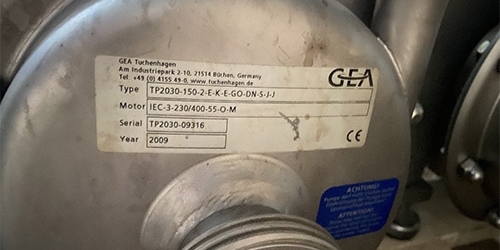 GEA Tuchenhagen
Am Industriepark 2-10, 21514 Büchen, Germany
Tel. +49 (0) 4155 49-0, www.tuchenhagen.de
GEA
Type TP2030-150-2-E-K-E-GO-DN-S-J-J
Motor IEC-3-230/400-55-O-M
Serial TP2030-09316
Year 2009
CE
ACHTUNG!
ATTENTION!